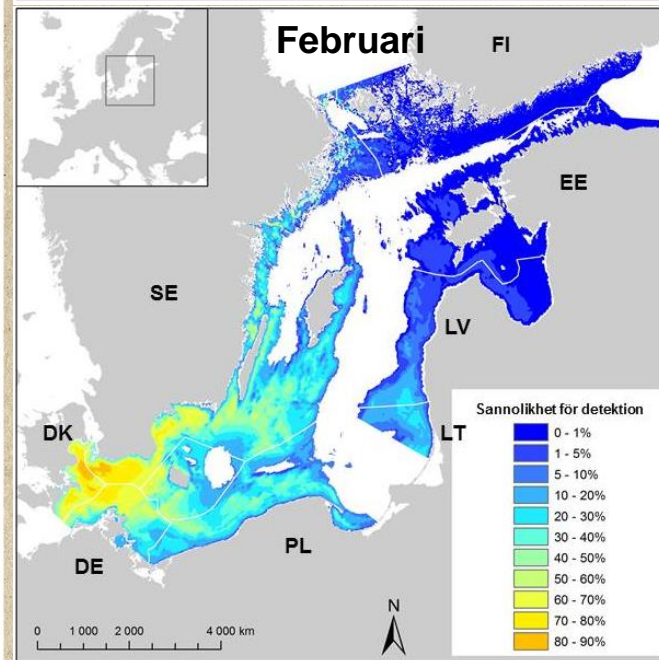 Februari
FI
EE
SE
LV
LT
DK
DE
PL
Sannolikhet för detektion
0 - 1%
1 - 5%
5 - 10%
10 - 20%
20 - 30%
30 - 40%
40 - 50%
50 - 60%
60 - 70%
70 - 80%
80 - 90%
N
0 1 000 2 000 4 000 km